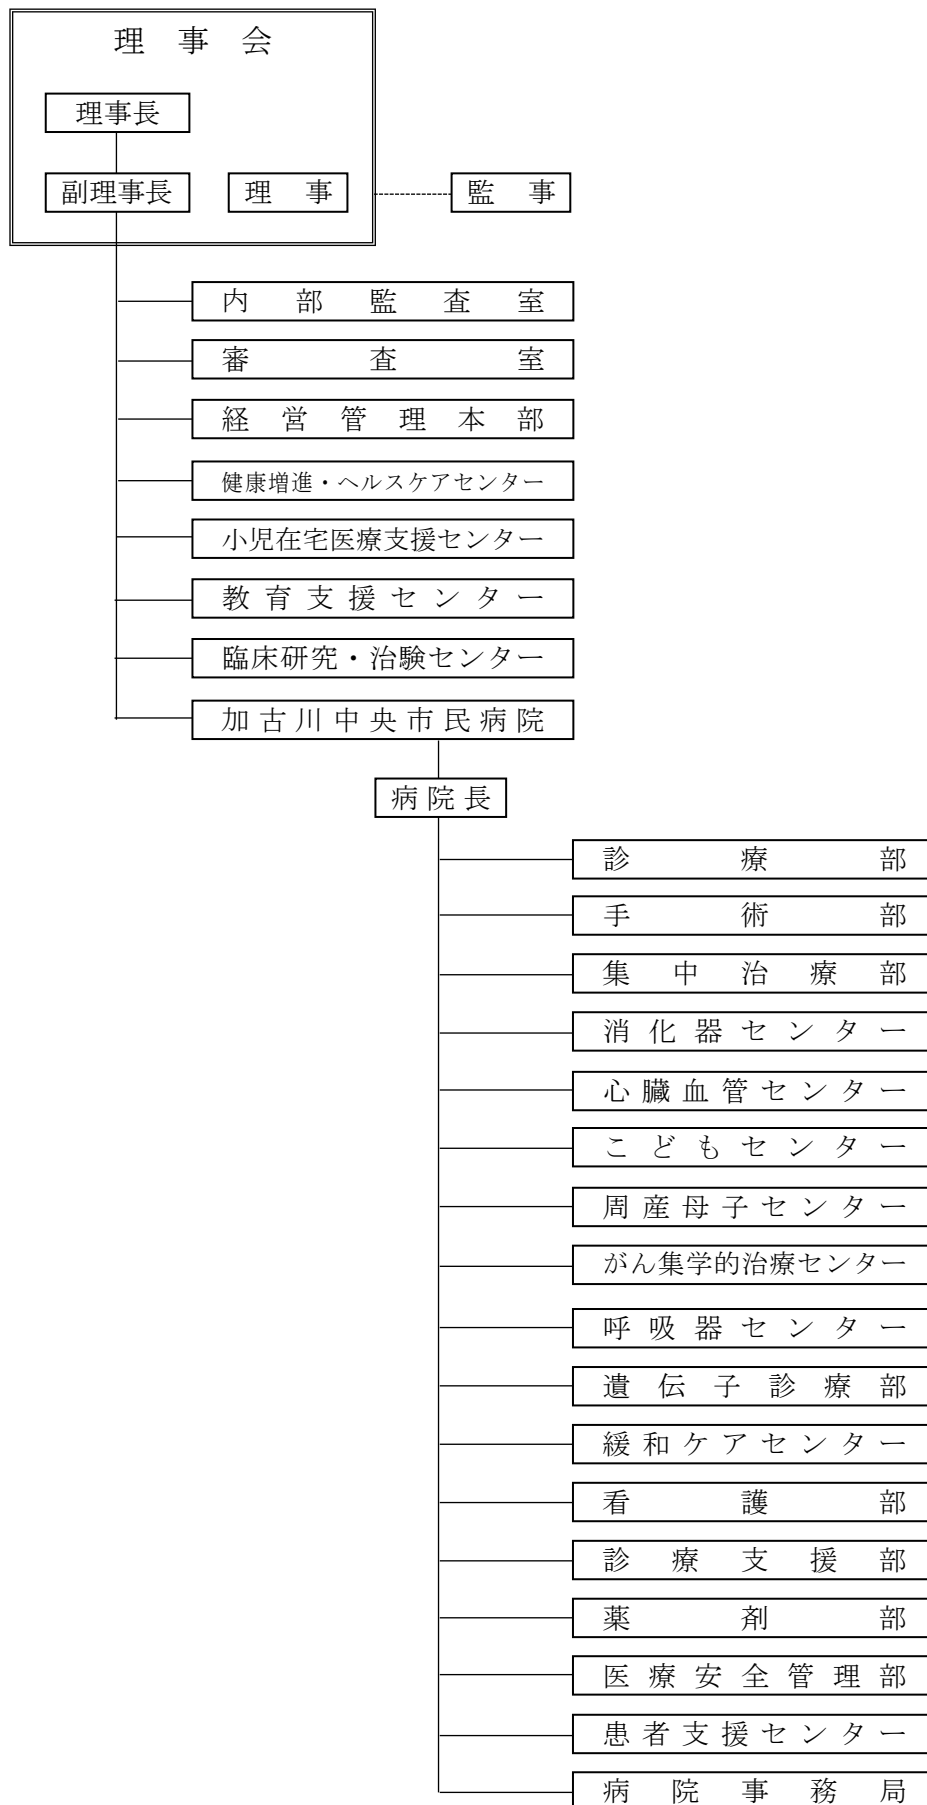 理事会
理事長
副理事長 理事 監事
内部監査室
審査室
経営管理本部
健康増進・ヘルスケアセンター
小児在宅医療支援センター
教育支援センター
臨床研究・治験センター
加古川中央市民病院
病院長
診療部
手術部
集中治療部
消化器センター
心臓血管センター
こどもセンター
周産母子センター
がん集学的治療センター
呼吸器センター
遺伝子診療部
緩和ケアセンター
看護部
診療支援部
薬剤部
医療安全管理部
患者支援センター
病院事務局